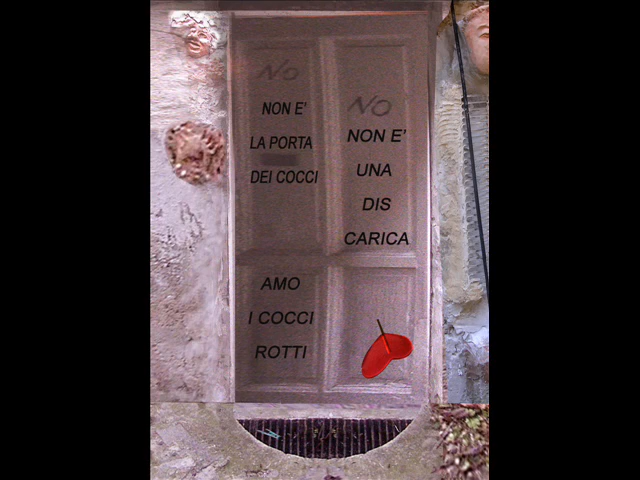 No
NON E'
LA PORTA
DEI COCCI
NO
NON E'
UNA
DIS
CARICA
AMO
I COCCI
ROTTI